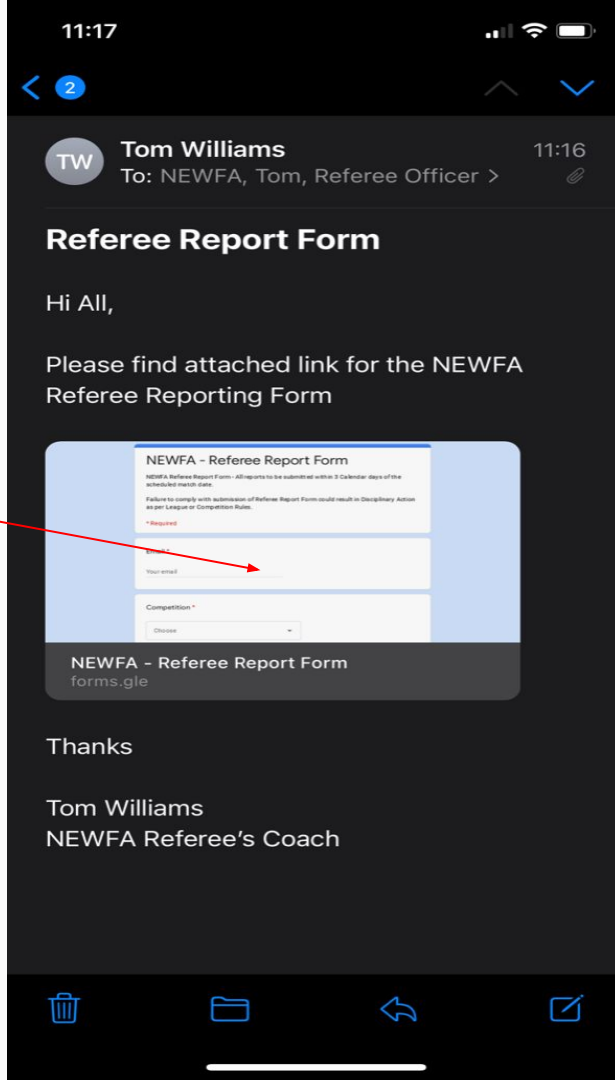 11:17
2
TW
Tom Williams
11:16
To: NEWFA, Tom, Referee Officer >
Referee Report Form
Hi All,
Please find attached link for the NEWFA
Referee Reporting Form
NEWFA - Referee Report Form
NEWFA Referee Report Form - All reports to be submitted within 3 Calendar days of the
scheduled match date.
Failure to comply with submission of Referee Report Form could result in Disciplinary Action
as per League or Competition Rules.
* Required
Email *
Your email
Competition *
Choose
NEWFA - Referee Report Form
forms.gle
Thanks
Tom Williams
NEWFA Referee’s Coach